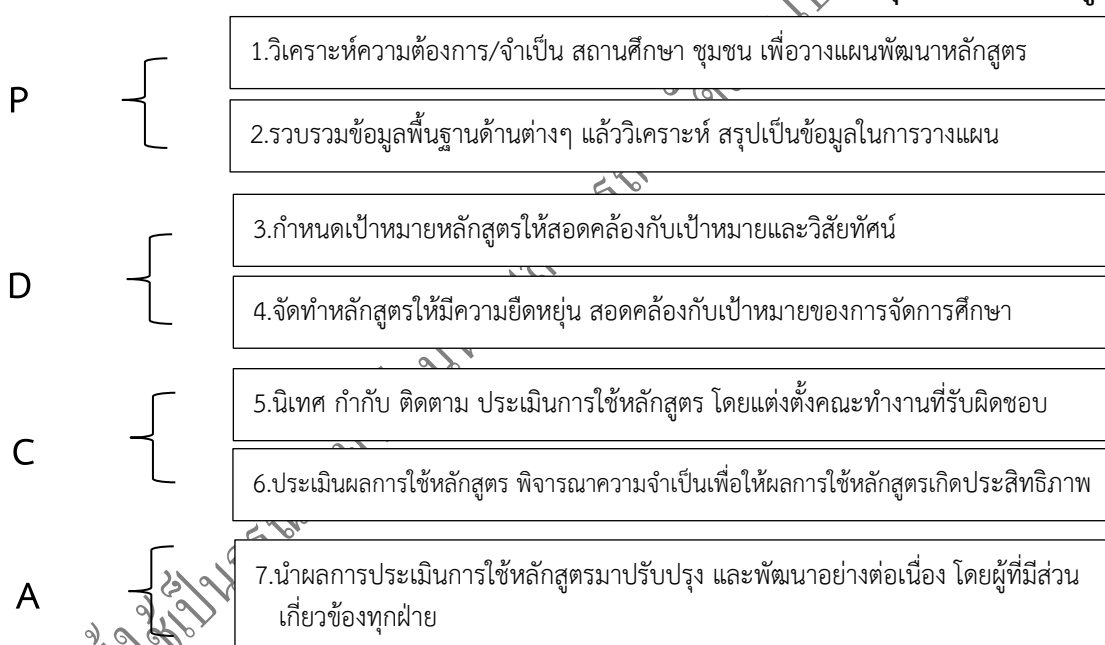 P
1.วิเคราะห์ความต้องการ/จำเป็น สถานศึกษา ชุมชน เพื่อวางแผนพัฒนาหลักสูตร
2.รวบรวมข้อมูลพื้นฐานด้านต่างๆ แล้ววิเคราะห์ สรุปเป็นข้อมูลในการวางแผน
D
3.กำหนดเป้าหมายหลักสูตรให้สอดคล้องกับเป้าหมายและวิสัยทัศน์
4.จัดทำหลักสูตรให้มีความยืดหยุ่น สอดคล้องกับเป้าหมายของการจัดการศึกษา
C
5.นิเทศ กำกับ ติดตาม ประเมินการใช้หลักสูตร โดยแต่งตั้งคณะทำงานที่รับผิดชอบ
6.ประเมินผลการใช้หลักสูตร พิจารณาความจำเป็นเพื่อให้ผลการใช้หลักสูตรเกิดประสิทธิภาพ
A
7.นำผลการประเมินการใช้หลักสูตรมาปรับปรุง และพัฒนาอย่างต่อเนื่อง โดยผู้ที่มีส่วน
เกี่ยวข้องทุกฝ่าย